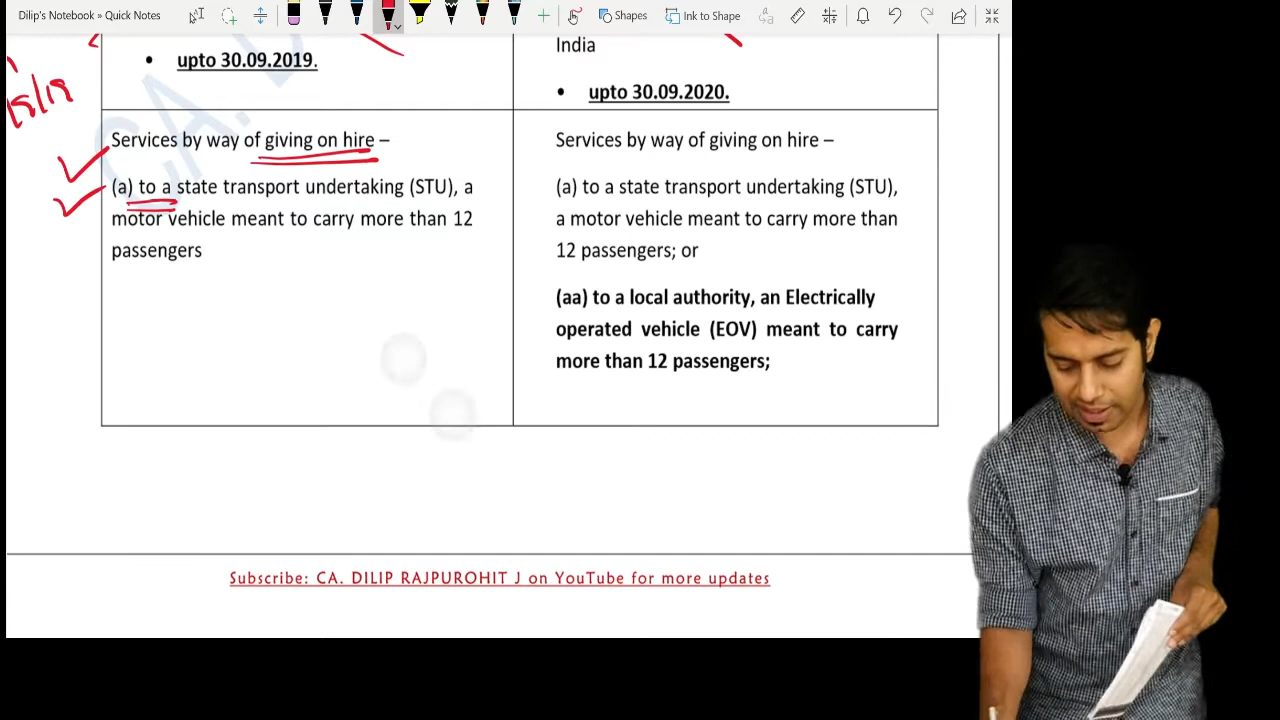 Dilip's Notebook » Quick Notes
Shapes
Ink to Shape
• upto 30.09.2019.
India
• upto 30.09.2020.
Services by way of giving on hire –
(a) to a state transport undertaking (STU), a
motor vehicle meant to carry more than 12
passengers
Services by way of giving on hire –
(a) to a state transport undertaking (STU),
a motor vehicle meant to carry more than
12 passengers; or
(aa) to a local authority, an Electrically
operated vehicle (EOV) meant to carry
more than 12 passengers;
Subscribe: CA. DILIP RAJPUROHIT J on YouTube for more updates